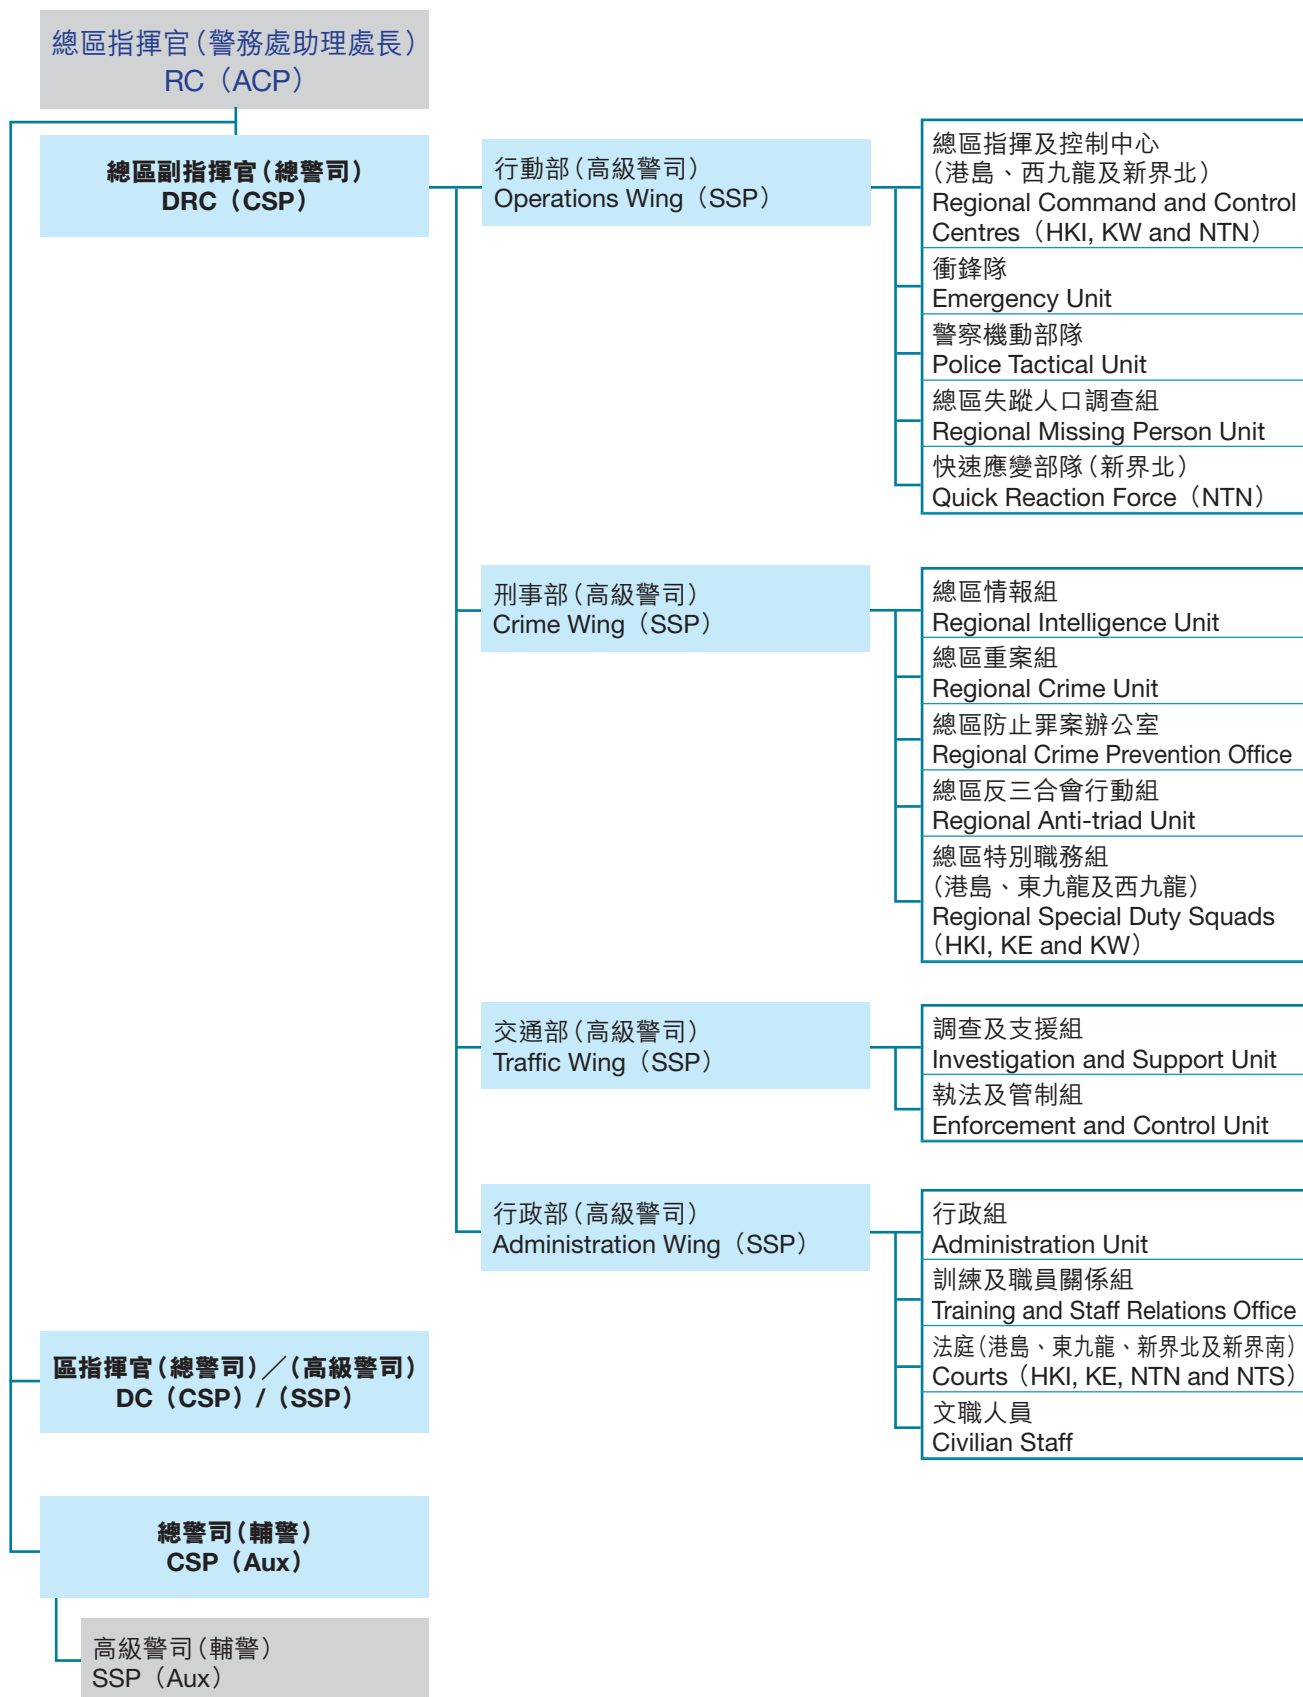 總區指揮官（警務處助理處長）
RC（ACP）
總區副指揮官（總警司）
DRC（CSP）
行動部（高級警司）
Operations Wing（SSP）
總區指揮及控制中心
（港島、西九龍及新界北）
Regional Command and Control
Centres（HKI, KW and NTN）
衝鋒隊
Emergency Unit
警察機動部隊
Police Tactical Unit
總區失蹤人口調查組
Regional Missing Person Unit
快速應變部隊（新界北）
Quick Reaction Force（NTN）
刑事部（高級警司）
Crime Wing（SSP）
總區情報組
Regional Intelligence Unit
總區重案組
Regional Crime Unit
總區防止罪案辦公室
Regional Crime Prevention Office
總區反三合會行動組
Regional Anti-triad Unit
總區特別職務組
（港島、東九龍及西九龍）
Regional Special Duty Squads
（HKI, KE and KW）
交通部（高級警司）
Traffic Wing（SSP）
調查及支援組
Investigation and Support Unit
執法及管制組
Enforcement and Control Unit
行政部（高級警司）
Administration Wing（SSP）
行政組
Administration Unit
訓練及職員關係組
Training and Staff Relations Office
法庭（港島、東九龍、新界北及新界南）
Courts（HKI, KE, NTN and NTS）
文職人員
Civilian Staff
區指揮官（總警司）／（高級警司）
DC（CSP）/（SSP）
總警司（輔警）
CSP（Aux）
高級警司（輔警）
SSP（Aux）